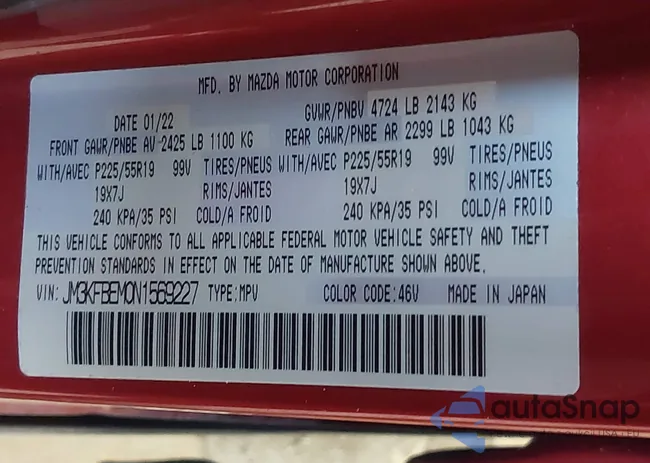 MFD. BY MAZDA MOTOR CORPORATION
DATE 01/22 GVWR/PNBV 4724 LB 2143 KG
FRONT GAWR/PNBE AV 2425 LB 1100 KG REAR GAWR/PNBE AR 2299 LB 1043 KG
WITH/AVEC P225/55R19 99V TIRES/PNEUS WITH/AVEC P225/55R19 99V TIRES/PNEUS
19X7J RIMS/JANTES 19X7J RIMS/JANTES
240 KPA/35 PSI COLD/A FROID 240 KPA/35 PSI COLD/A FROID
THIS VEHICLE CONFORMS TO ALL APPLICABLE FEDERAL MOTOR VEHICLE SAFETY AND THEFT
PREVENTION STANDARDS IN EFFECT ON THE DATE OF MANUFACTURE SHOWN ABOVE.
VIN: JM3KFBEM0N1569227 TYPE:MPV COLOR CODE:46V MADE IN JAPAN
autoSnap